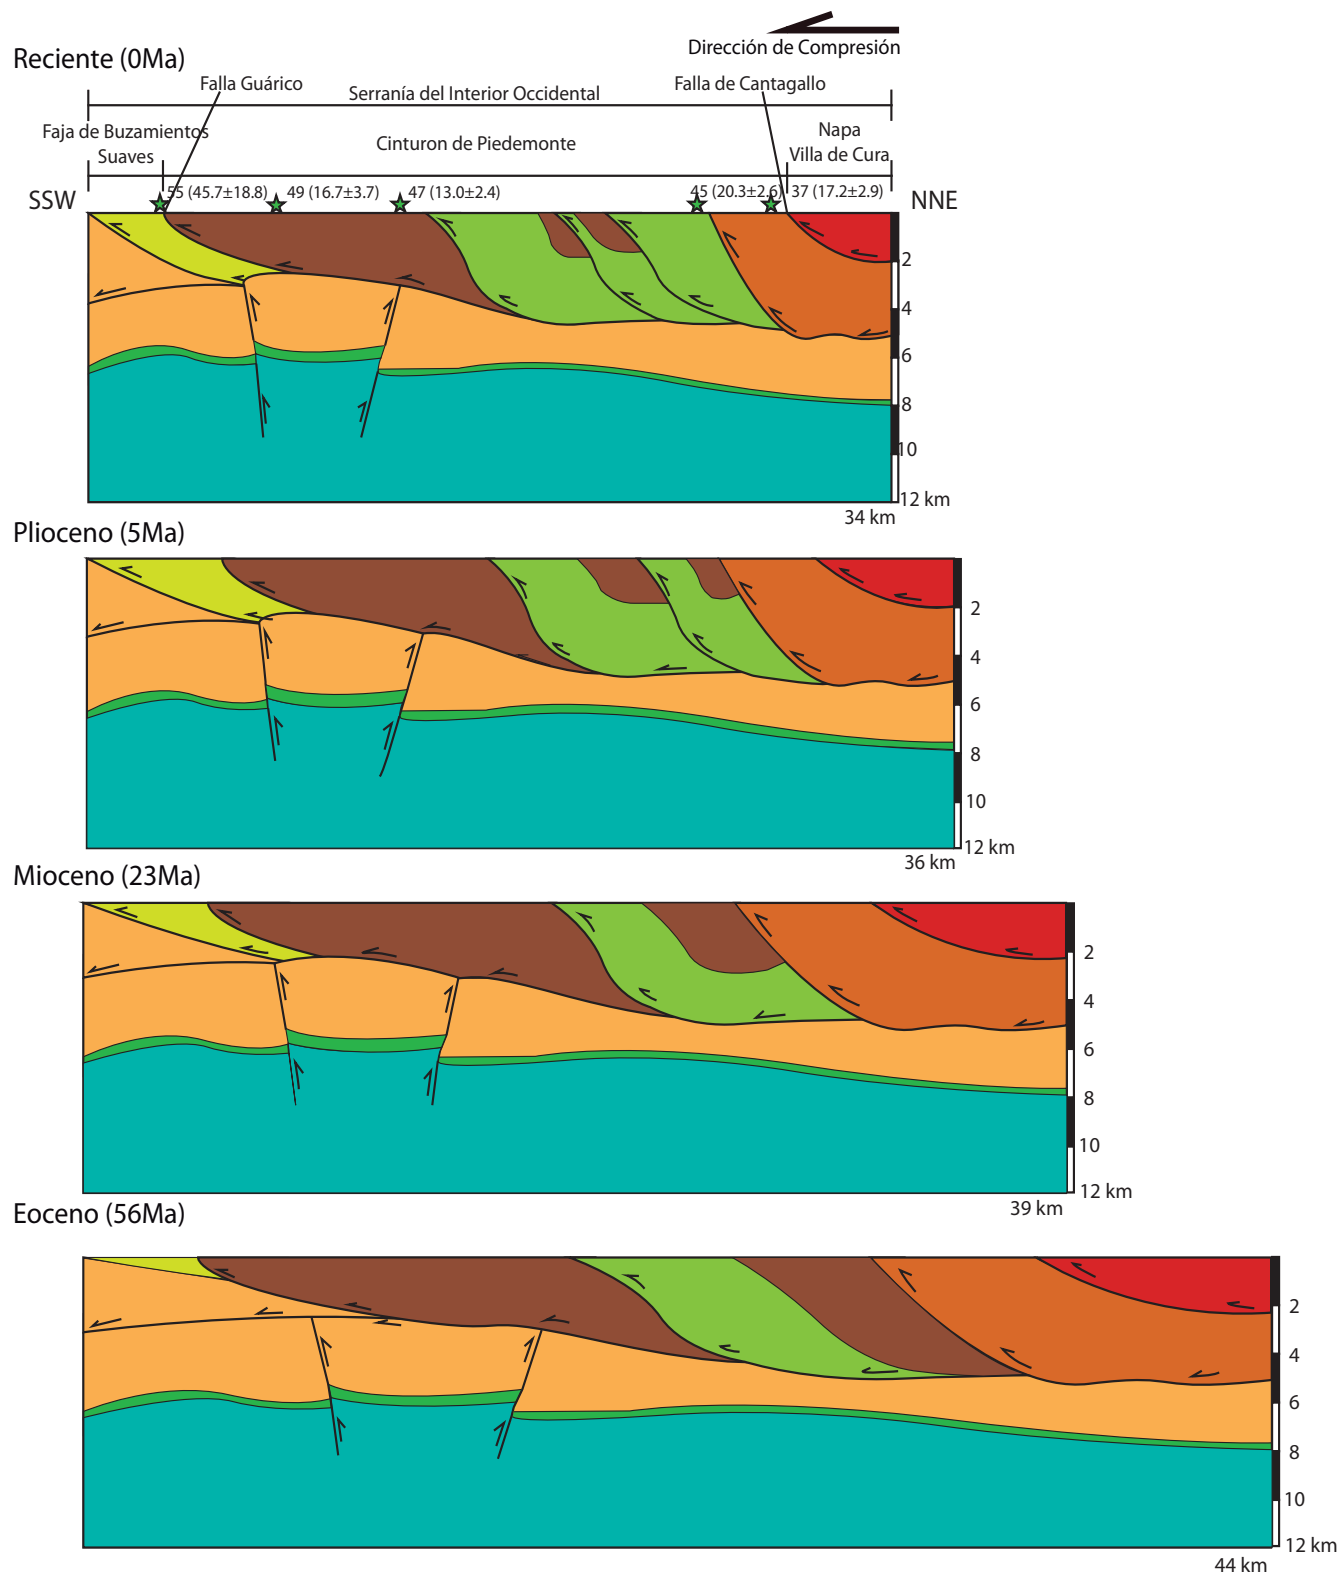 Dirección de Compresión
Reciente (0Ma)
Falla Guárico
Serranía del Interior Occidental
Falla de Cantagallo
Faja de Buzamientos
Suaves
Cinturon de Piedemonte
Napa
Villa de Cura
SSW
55 (45.7±18.8)
49 (16.7±3.7)
47 (13.0±2.4)
45 (20.3±2.6)
37 (17.2±2.9)
NNE
2
4
6
8
10
12 km
34 km
Plioceno (5Ma)
2
4
6
8
10
12 km
36 km
Mioceno (23Ma)
2
4
6
8
10
12 km
39 km
Eoceno (56Ma)
2
4
6
8
10
12 km
44 km